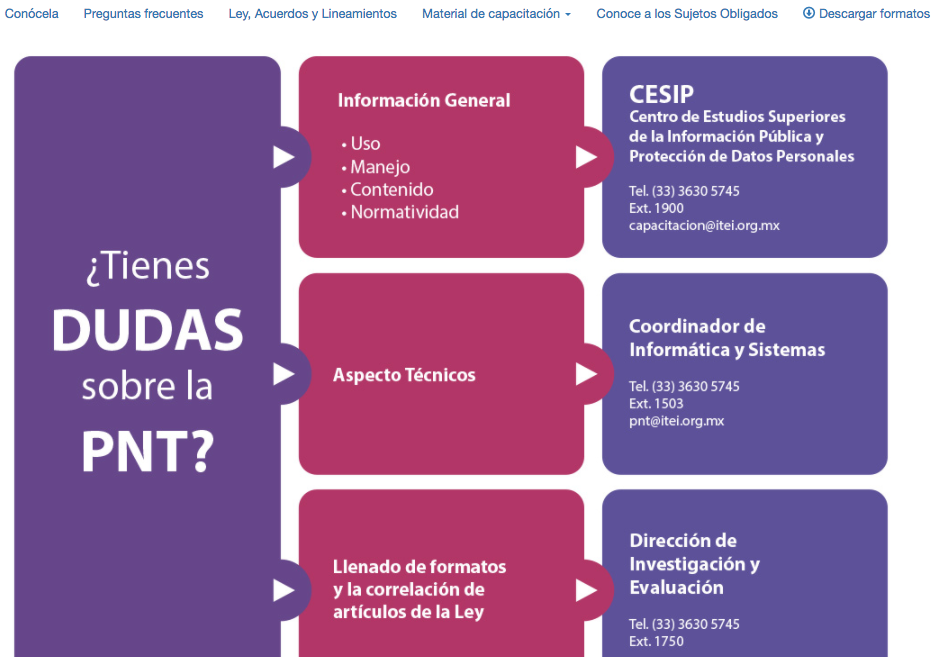 Conócela Preguntas frecuentes Ley, Acuerdos y Lineamientos Material de capacitación Conoce a los Sujetos Obligados Descargar formatos
¿Tienes
DUDAS
sobre la
PNT?
Información General
• Uso
• Manejo
• Contenido
• Normatividad
CESIP
Centro de Estudios Superiores
de la Información Pública y
Protección de Datos Personales
Tel. (33) 3630 5745
Ext. 1900
capacitacion@itei.org.mx
Aspecto Técnicos
Coordinador de
Informática y Sistemas
Tel. (33) 3630 5745
Ext. 1503
pnt@itei.org.mx
Llenado de formatos
y la correlación de
artículos de la Ley
Dirección de
Investigación y
Evaluación
Tel. (33) 3630 5745
Ext. 1750